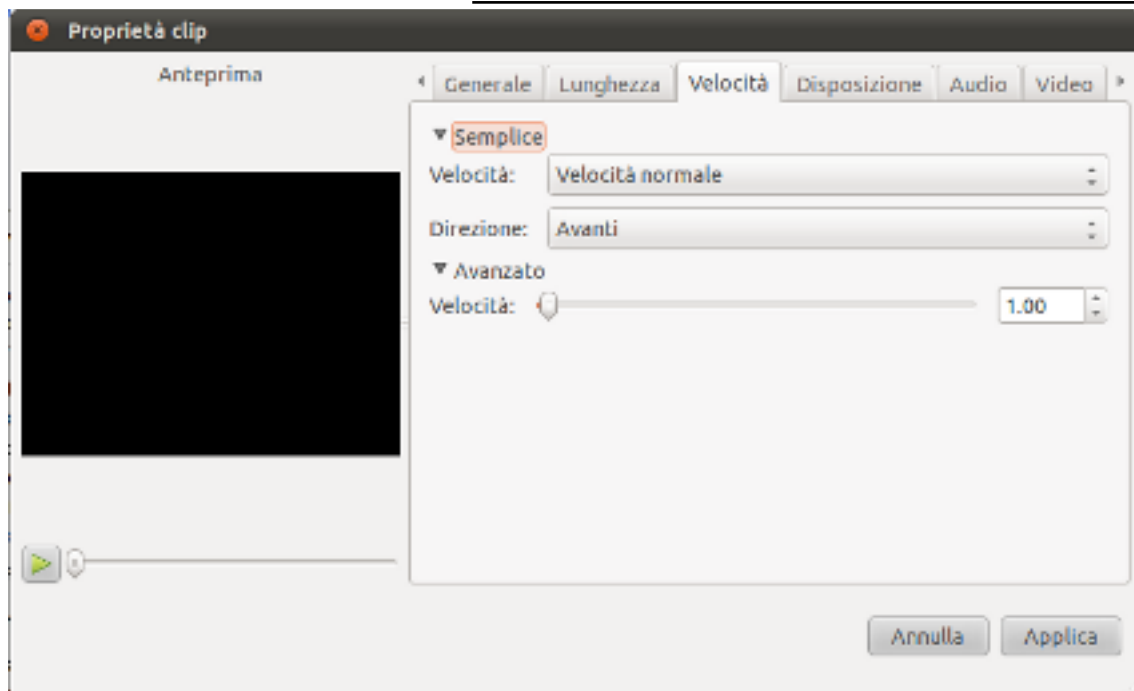 Proprietà clip
Anteprima
Generale Lunghezza Velocità Disposizione Audio Video
Semplice
Velocità: Velocità normale
Direzione: Avanti
Avanzato
Velocità: 1.00
Annulla Applica